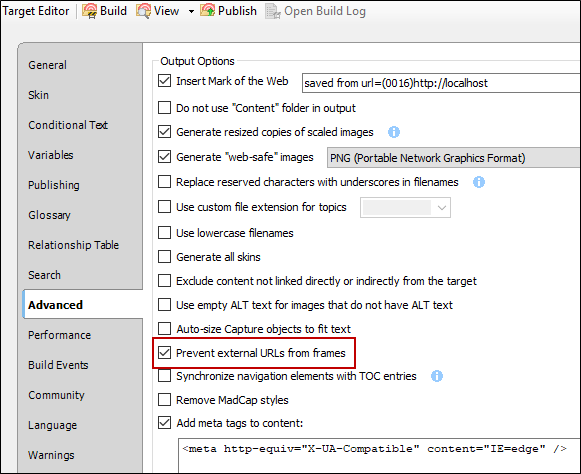 Target Editor Build View Publish Open Build Log
General
Skin
Conditional Text
Variables
Publishing
Glossary
Relationship Table
Search
Advanced
Performance
Build Events
Community
Language
Warnings
Output Options
Insert Mark of the Web saved from url=(0016)http://localhost
Do not use "Content" folder in output
Generate resized copies of scaled images
Generate "web-safe" images PNG (Portable Network Graphics Format)
Replace reserved characters with underscores in filenames
Use custom file extension for topics
Use lowercase filenames
Generate all skins
Exclude content not linked directly or indirectly from the target
Use empty ALT text for images that do not have ALT text
Auto-size Capture objects to fit text
Prevent external URLs from frames
Synchronize navigation elements with TOC entries
Remove MadCap styles
Add meta tags to content:
<meta http-equiv="X-UA-Compatible" content="IE=edge" />